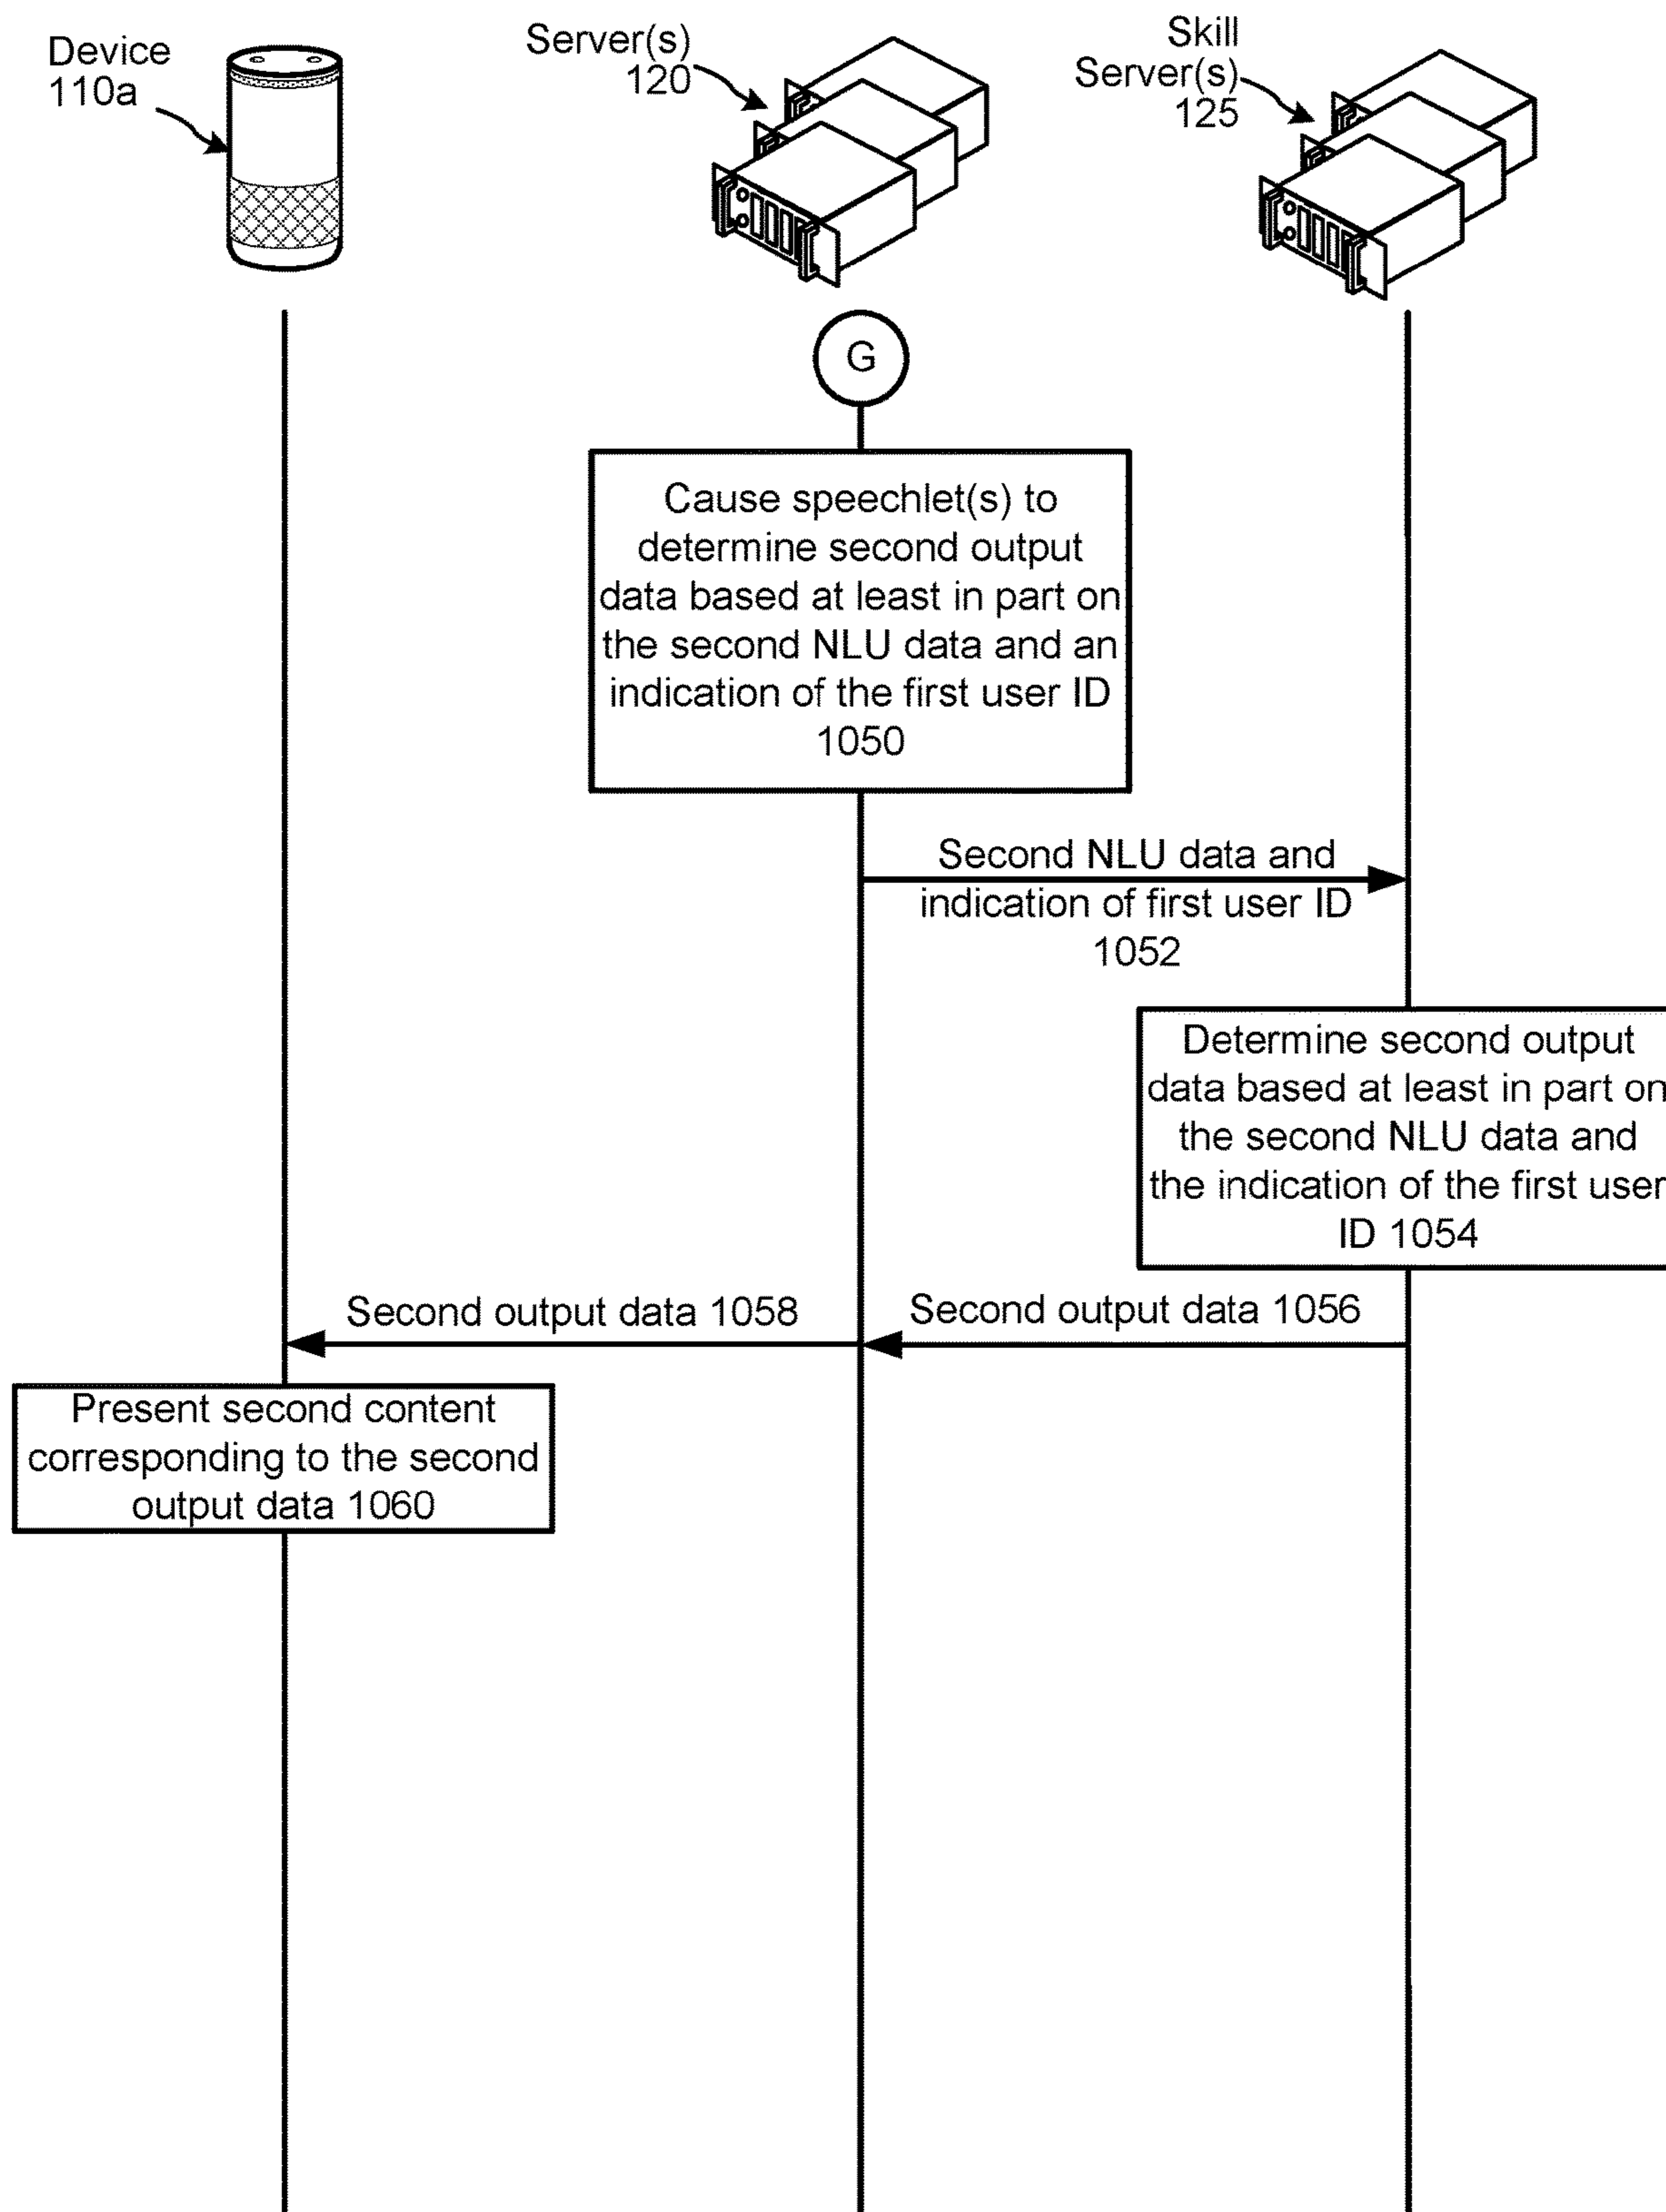 Device
110a
Server(s)
120
Skill
Server(s)
125
G
Cause speechlet(s) to
determine second output
data based at least in part on
the second NLU data and an
indication of the first user ID
1050
Second NLU data and
indication of first user ID
1052
Determine second output
data based at least in part on
the second NLU data and
the indication of the first user
ID 1054
Second output data 1058
Second output data 1056
Present second content
corresponding to the second
output data 1060